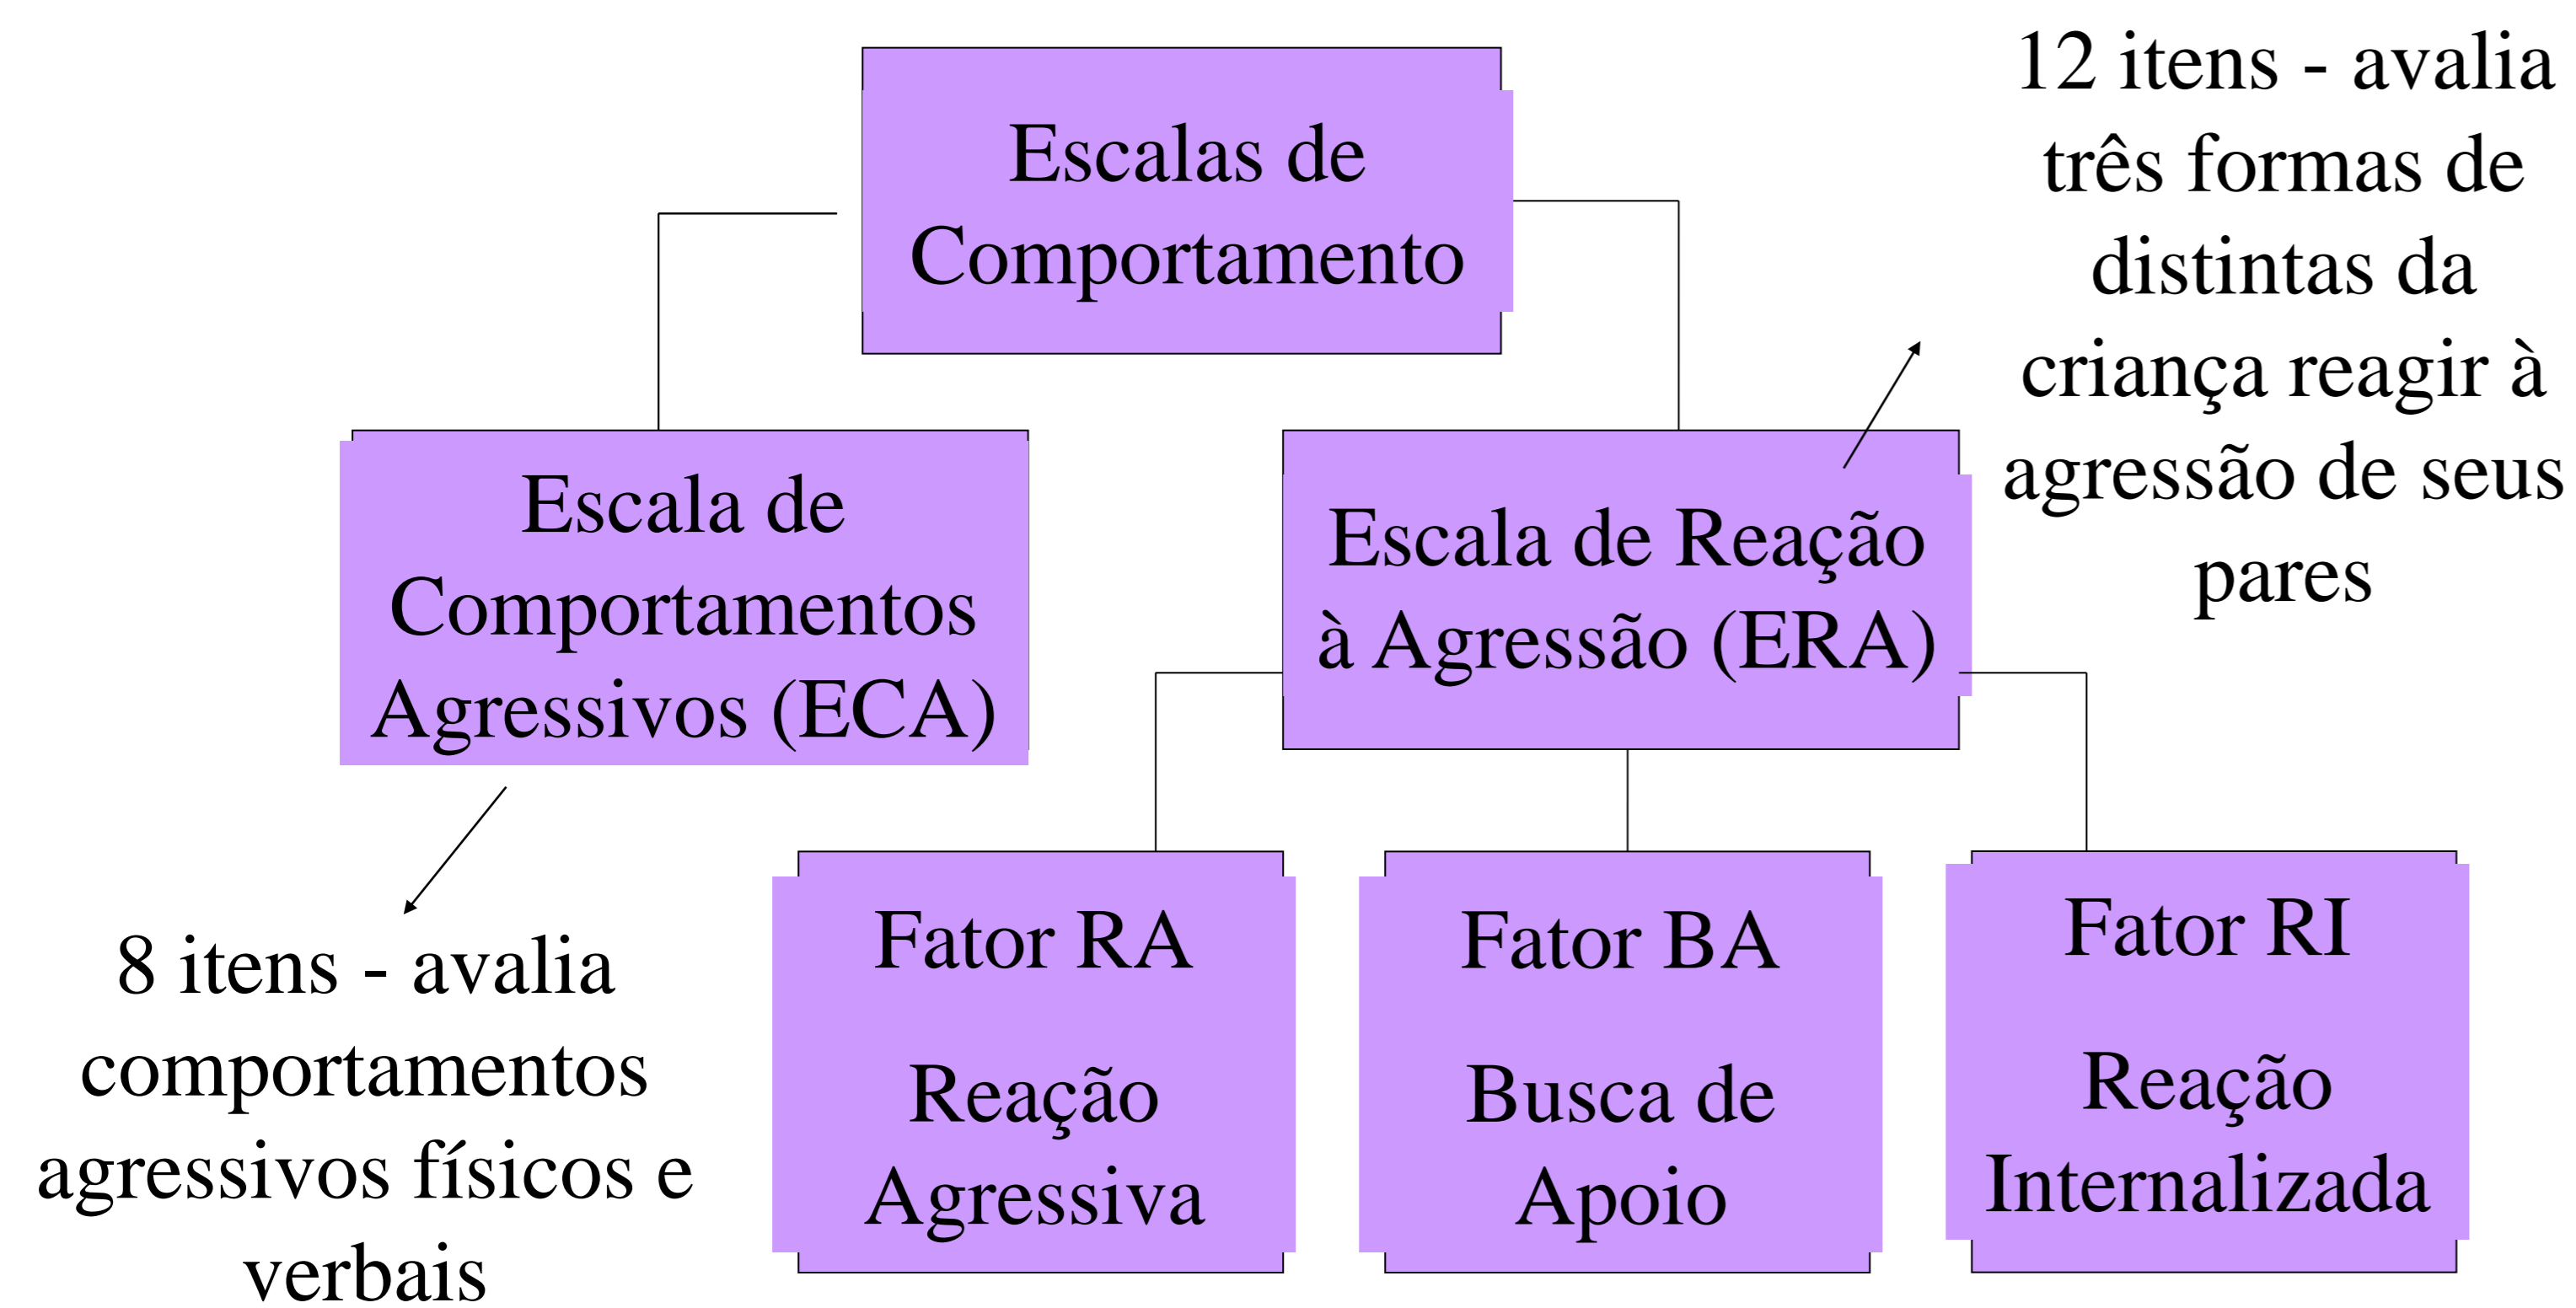 Escalas de
Comportamento
12 itens - avalia
três formas de
distintas da
criança reagir à
agressão de seus
pares
Escala de
Comportamentos
Agressivos (ECA)
Escala de Reação
à Agressão (ERA)
8 itens - avalia
comportamentos
agressivos físicos e
verbais
Fator RA
Reação
Agressiva
Fator BA
Busca de
Apoio
Fator RI
Reação
Internalizada